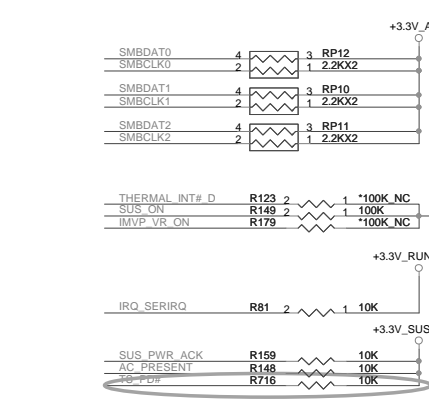 +3.3V_A
SMBDAT0 4 3 RP12
SMBCLK0 2 1 2.2KX2
SMBDAT1 4 3 RP10
SMBCLK1 2 1 2.2KX2
SMBDAT2 4 3 RP11
SMBCLK2 2 1 2.2KX2
THERMAL_INT#_D R123 2 1 *100K_NC
SUS_ON R149 2 1 100K
IMVP_VR_ON R179 *100K_NC
+3.3V_RUN
IRQ_SERIRQ R81 2 1 10K
+3.3V_SUS
SUS_PWR_ACK R159 10K
AC_PRESENT R148 10K
TS_PD# R716 10K